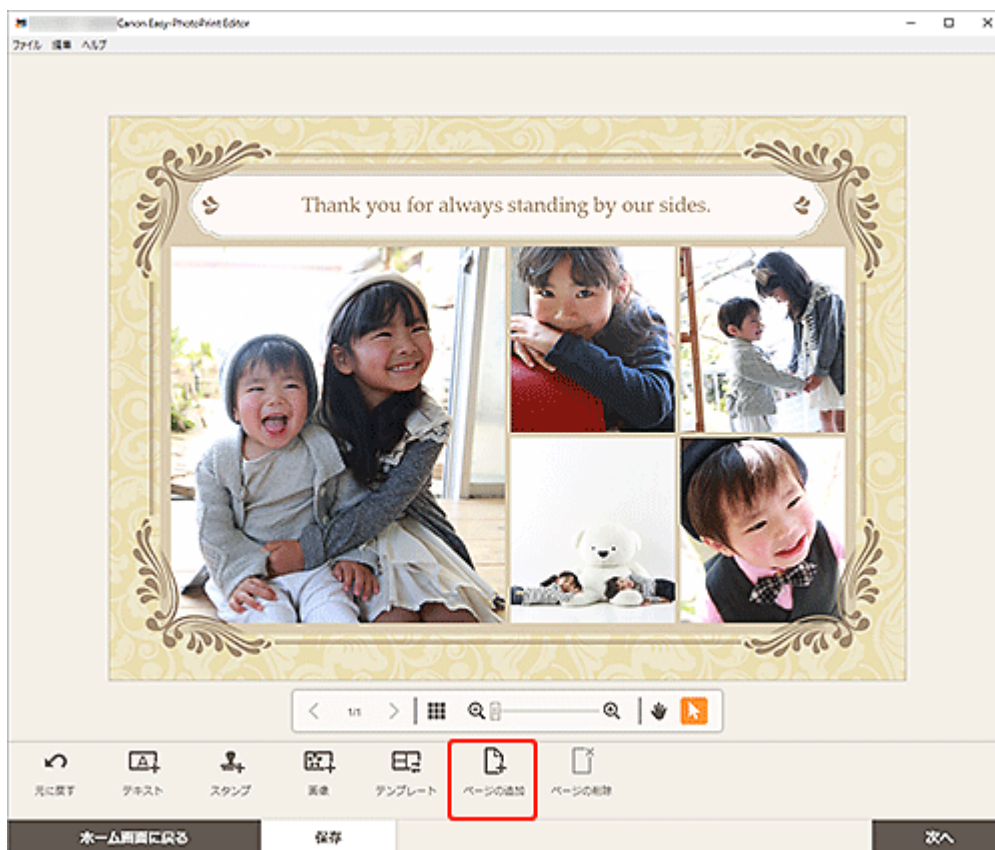 Canon Easy-PhotoPrint Editor
ファイル 編集 ヘルプ
Thank you for always standing by our sides.
1/1
元に戻す テキスト スタンプ 画像 テンプレート ページの追加 ページの削除
ホーム画面に戻る 保存 次へ